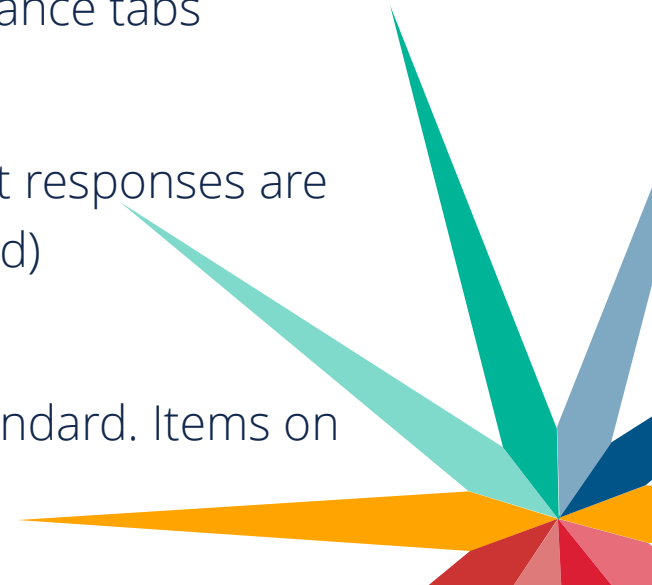 ance tabs
t responses are
d)
ndard. Items on